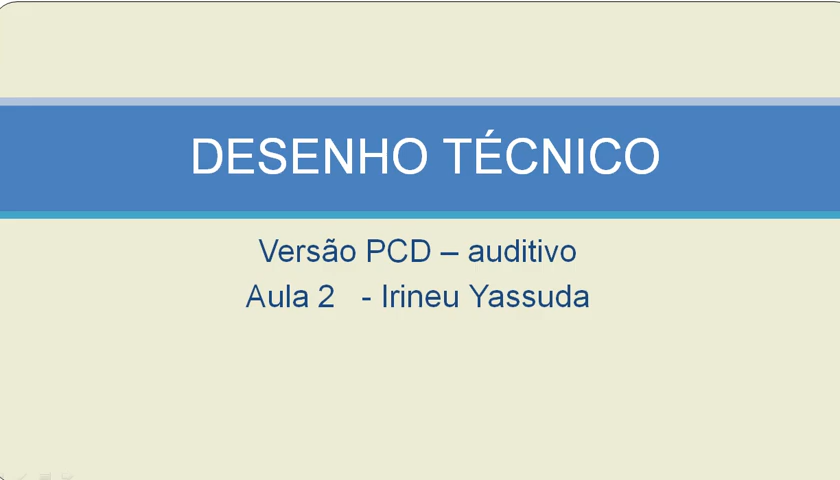 DESENHO TÉCNICO
Versão PCD – auditivo
Aula 2 - Irineu Yassuda